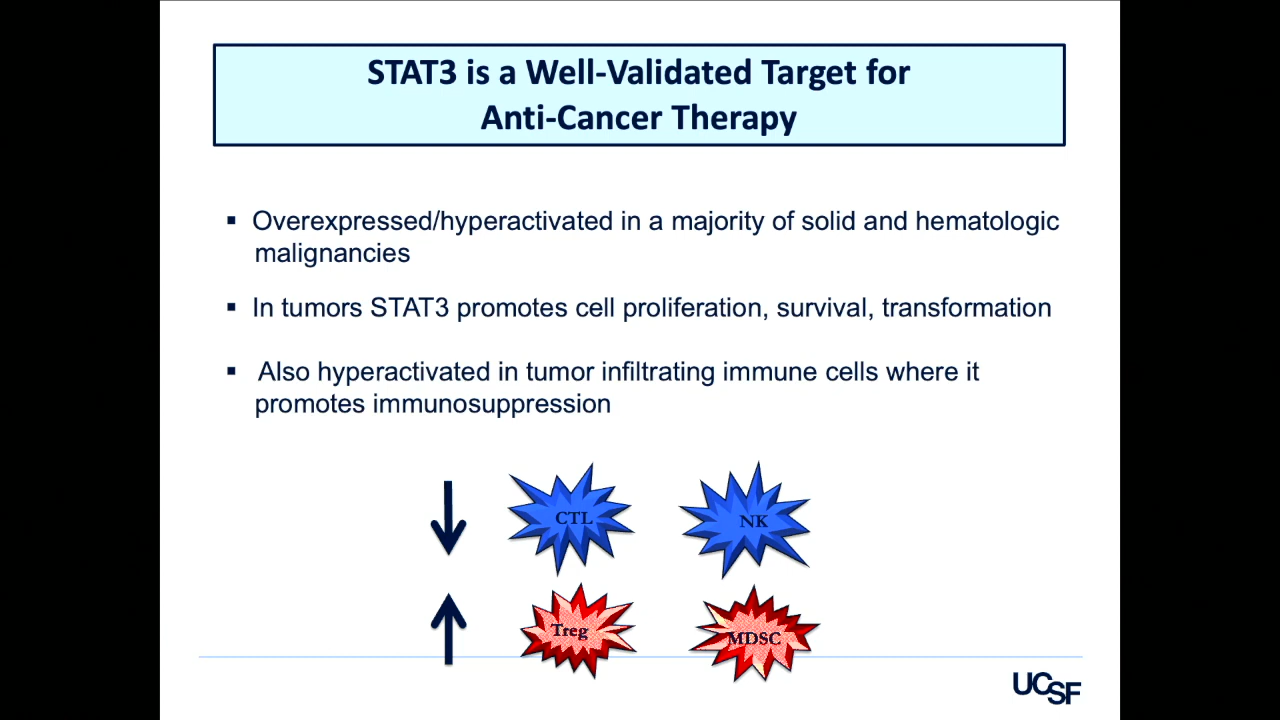 STAT3 is a Well-Validated Target for
Anti-Cancer Therapy
▪ Overexpressed/hyperactivated in a majority of solid and hematologic
malignancies
▪ In tumors STAT3 promotes cell proliferation, survival, transformation
▪ Also hyperactivated in tumor infiltrating immune cells where it
promotes immunosuppression
CTL
NK
Treg
MDSC
UCSF